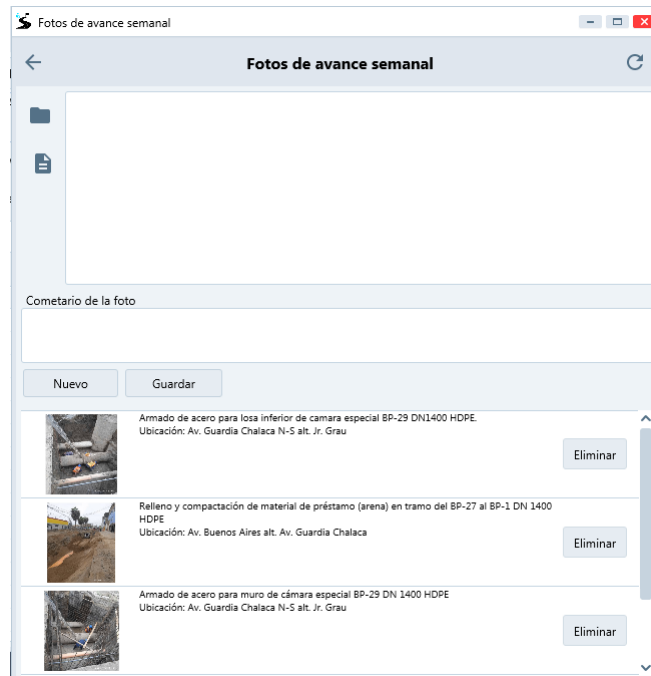 Fotos de avance semanal
Fotos de avance semanal
Cometario de la foto
Nuevo
Guardar
Armado de acero para losa inferior de camara especial BP-29 DN1400 HDPE.
Ubicación: Av. Guardia Chalaca N-S alt. Jr. Grau
Eliminar
Relleno y compactación de material de préstamo (arena) en tramo del BP-27 al BP-1 DN 1400
HDPE
Ubicación: Av. Buenos Aires alt. Av. Guardia Chalaca
Eliminar
Armado de acero para muro de cámara especial BP-29 DN 1400 HDPE
Ubicación: Av. Guardia Chalaca N-S alt. Jr. Grau
Eliminar